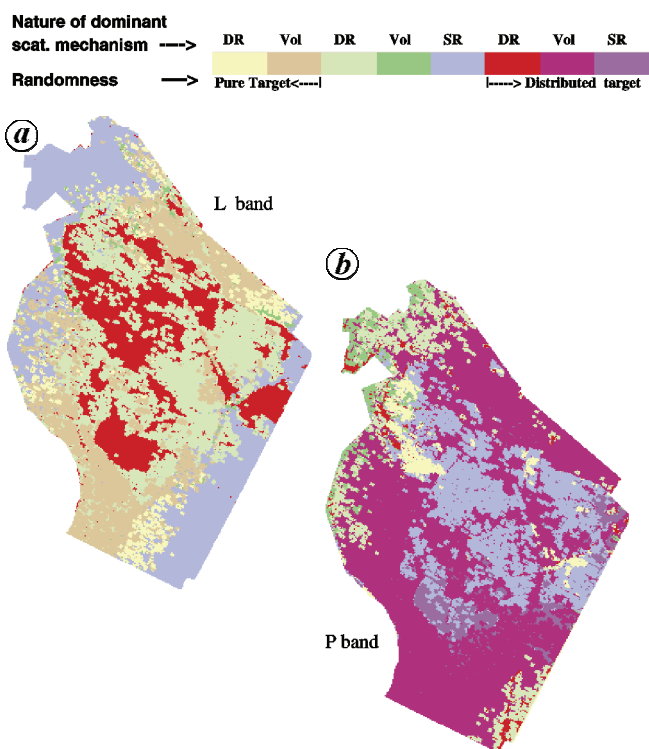 Nature of dominant
scat. mechanism ----> DR Vol DR Vol SR DR Vol SR
Randomness ---> Pure Target<----| |-----> Distributed target
a
L band
b
P band